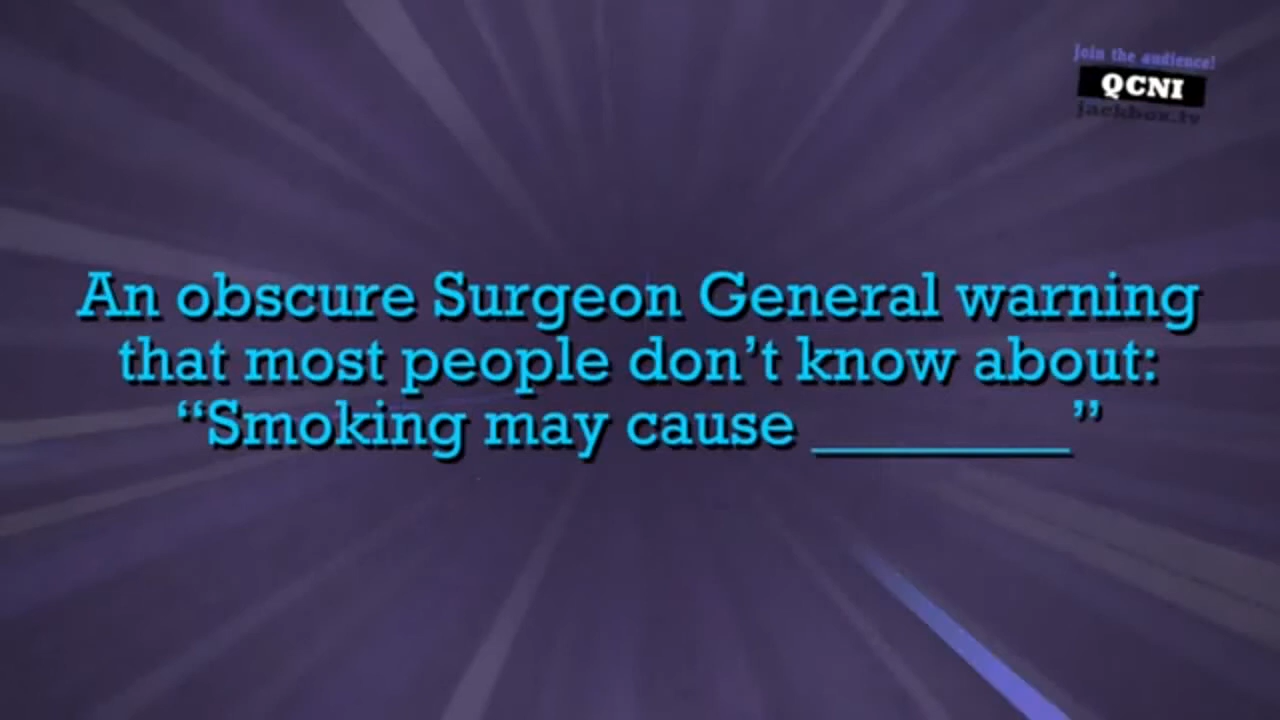 Join the audience!
QCNI
jackbox.tv
An obscure Surgeon General warning
that most people don’t know about:
“Smoking may cause ________”